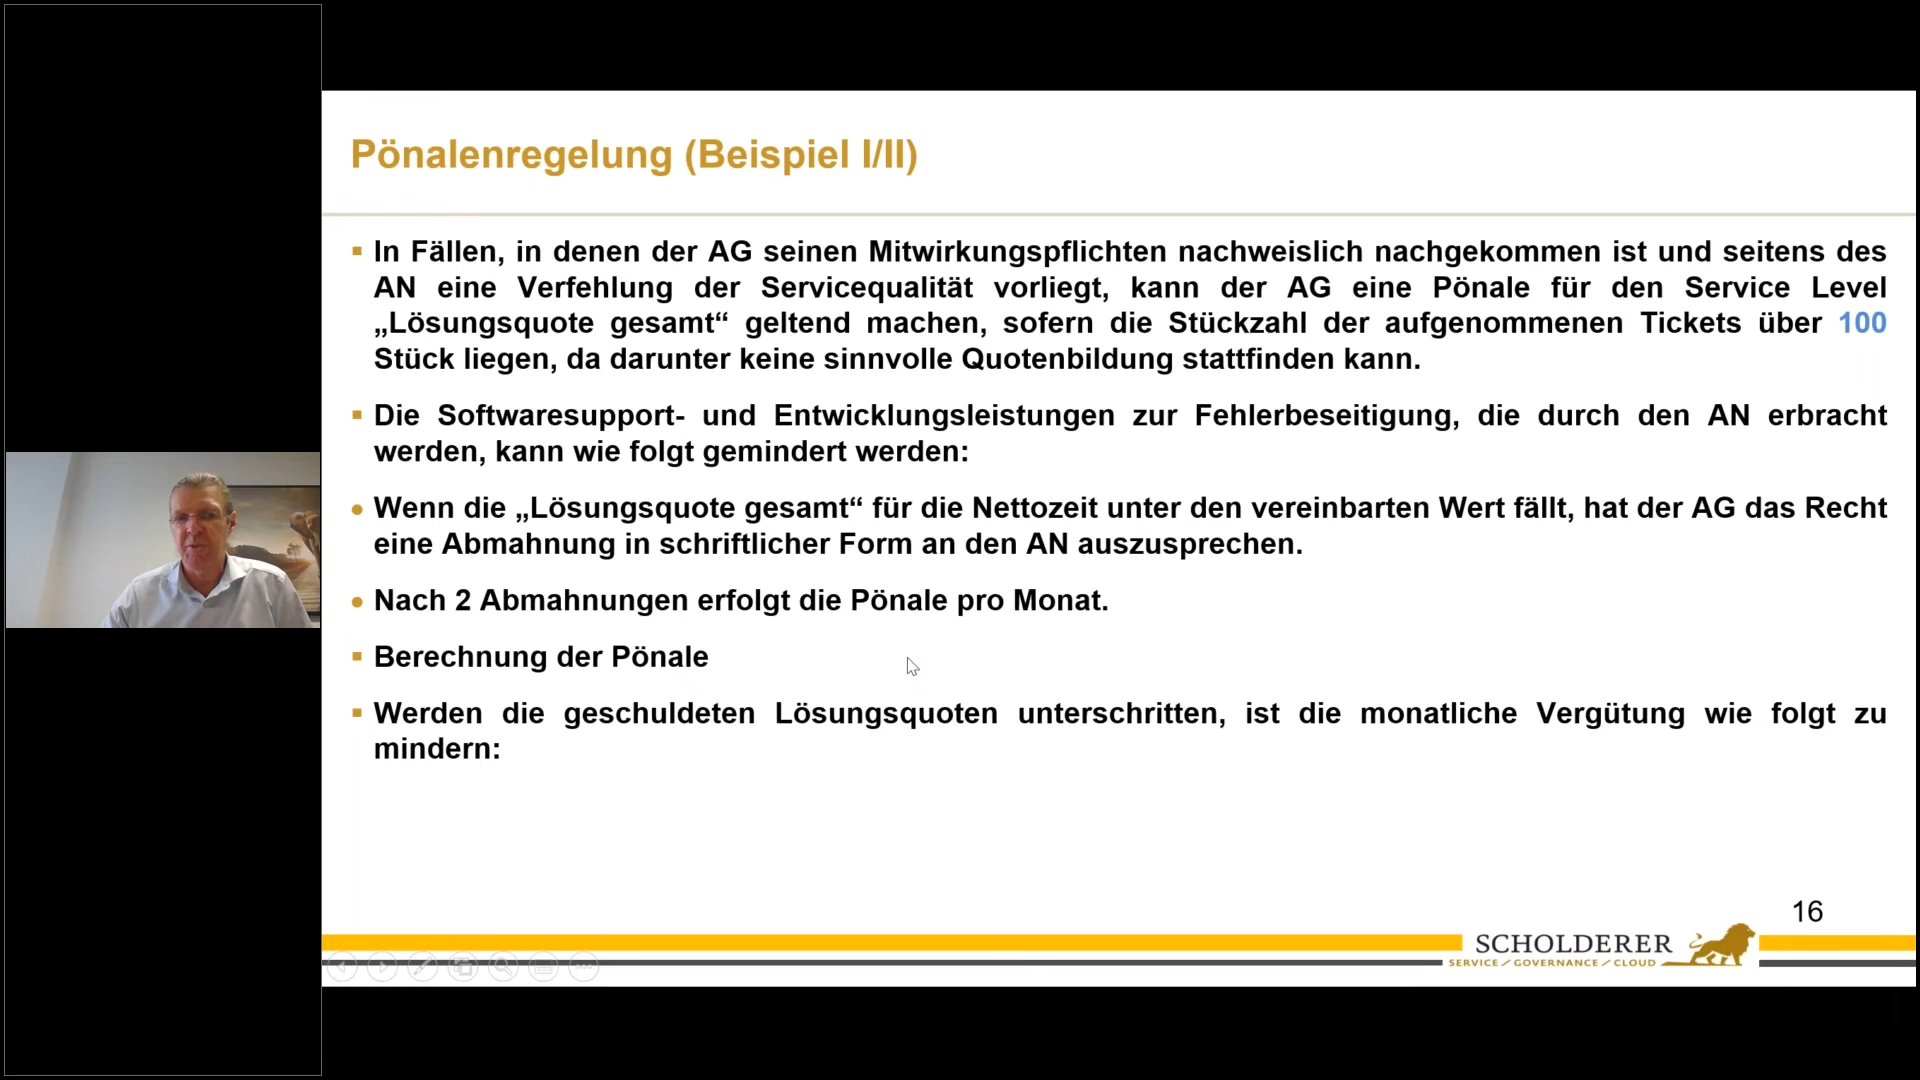 Pönalenregelung (Beispiel I/II)
In Fällen, in denen der AG seinen Mitwirkungspflichten nachweislich nachgekommen ist und seitens des
AN eine Verfehlung der Servicequalität vorliegt, kann der AG eine Pönale für den Service Level
„Lösungsquote gesamt“ geltend machen, sofern die Stückzahl der aufgenommenen Tickets über 100
Stück liegen, da darunter keine sinnvolle Quotenbildung stattfinden kann.
Die Softwaresupport- und Entwicklungsleistungen zur Fehlerbeseitigung, die durch den AN erbracht
werden, kann wie folgt gemindert werden:
Wenn die „Lösungsquote gesamt“ für die Nettozeit unter den vereinbarten Wert fällt, hat der AG das Recht
eine Abmahnung in schriftlicher Form an den AN auszusprechen.
Nach 2 Abmahnungen erfolgt die Pönale pro Monat.
Berechnung der Pönale
Werden die geschuldeten Lösungsquoten unterschritten, ist die monatliche Vergütung wie folgt zu
mindern:
16
SCHOLDERER
SERVICE / GOVERNANCE / CLOUD